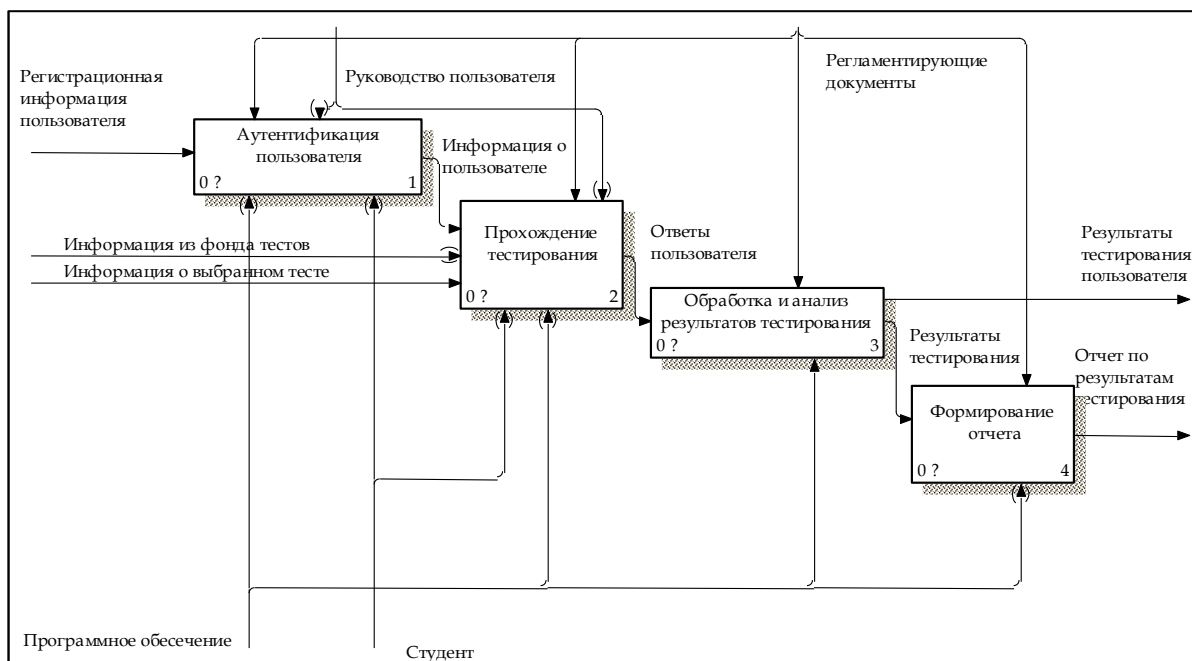 Регистрационная
информация
пользователя
Руководство пользователя
Регламентирующие
документы
Аутентификация
пользователя
0 ?
1
Информация о
пользователе
Информация из фонда тестов
Информация о выбранном тесте
Прохождение
тестирования
0 ?
2
Ответы
пользователя
Результаты
тестирования
пользователя
Обработка и анализ
результатов тестирования
0 ?
3
Результаты
тестирования
Отчет по
результатам
тестирования
Формирование
отчета
0 ?
4
Программное обесечение
Студент